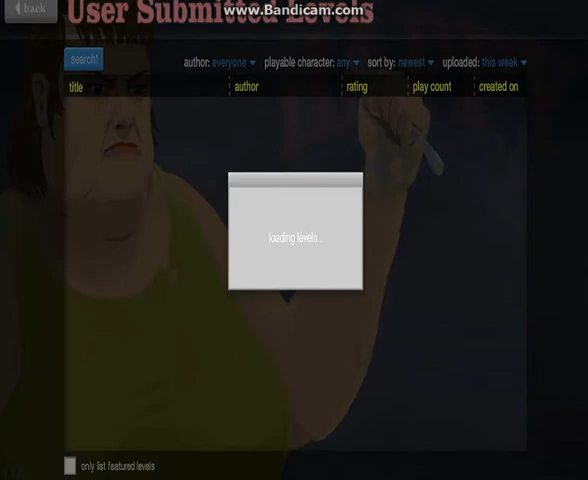 www.Bandicam.com
back
User Submitted Levels
search!
author: everyone playable character: any sort by: newest uploaded: this week
title author rating play count created on
loading levels...
only list featured levels